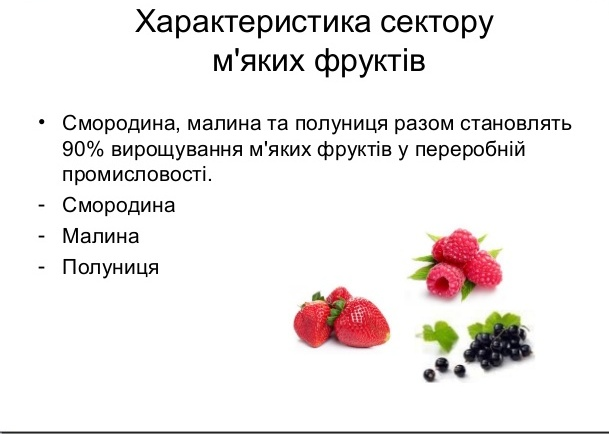 Характеристика сектору
м'яких фруктів
• Смородина, малина та полуниця разом становлять
90% вирощування м'яких фруктів у переробній
промисловості.
- Смородина
- Малина
- Полуниця